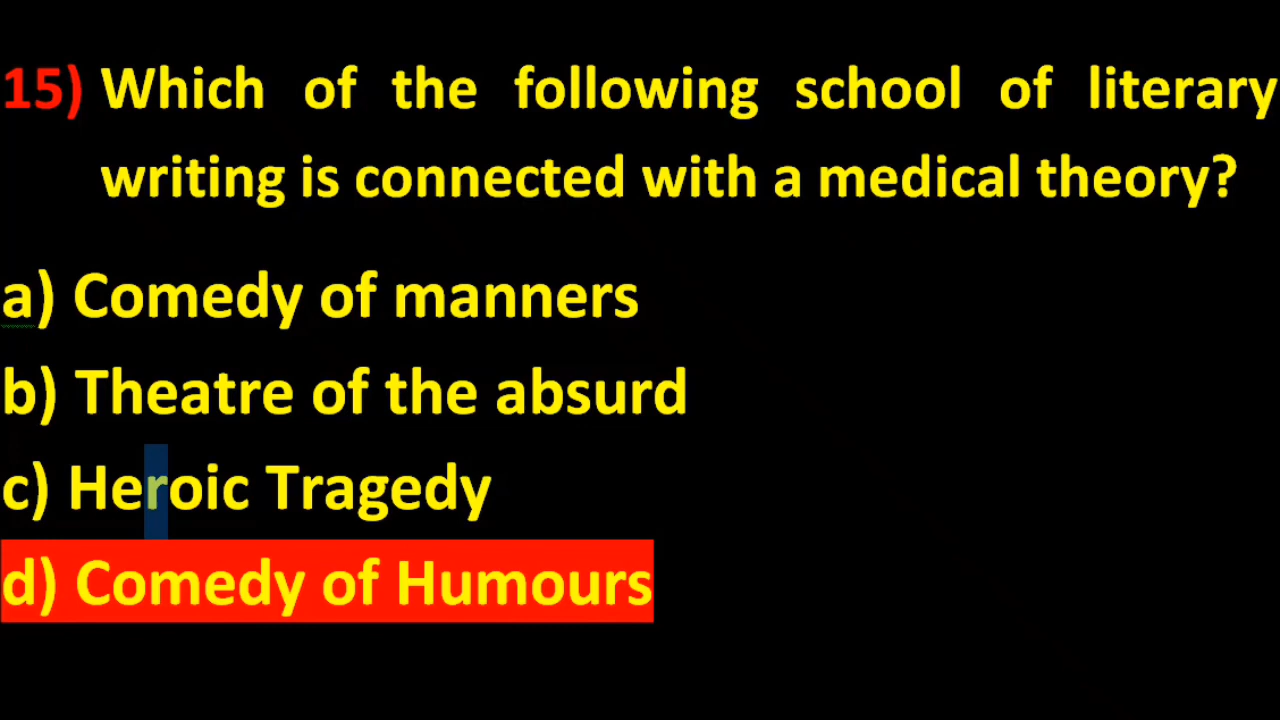 15) Which of the following school of literary
writing is connected with a medical theory?
a) Comedy of manners
b) Theatre of the absurd
c) Heroic Tragedy
d) Comedy of Humours